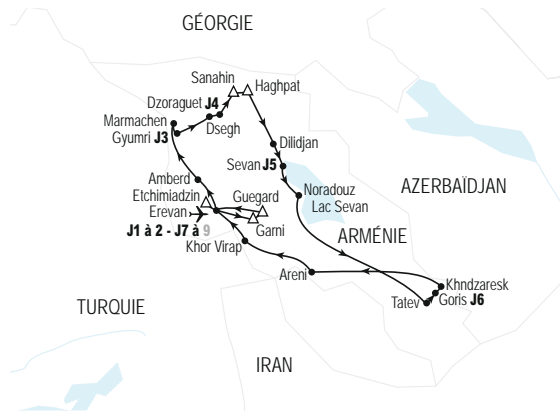 GÉORGIE
Sanahin
Haghpat
Dzoraguet J4
Marmachen
Dsegh
Gyumri J3
Dilidjan
Sevan J5
Amberd
Noradouz
Etchimiadzin
Guegard
Lac Sevan
AZERBAÏDJAN
Erevan
Garni
J1 à 2 - J7 à 9
ARMÉNIE
Khor Virap
Areni
Khndzaresk
Goris J6
Tatev
TURQUIE
IRAN